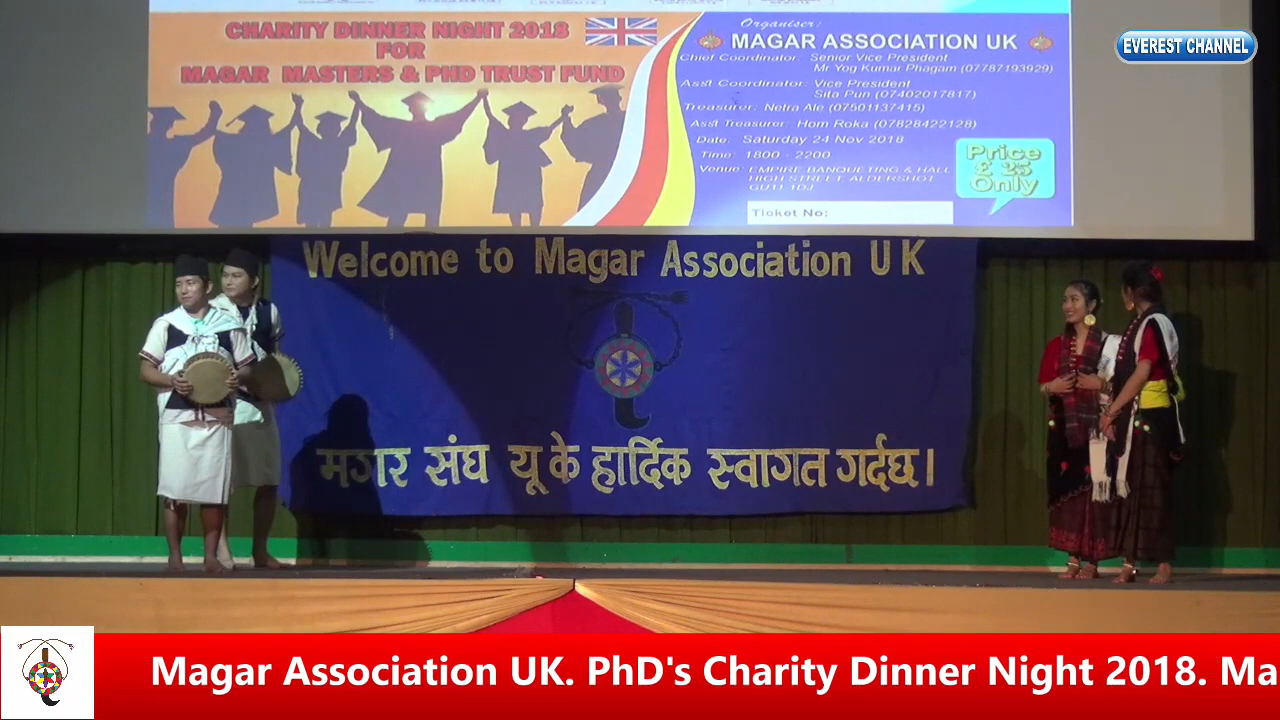 CHARITY DINNER NIGHT 2018
FOR
MAGAR MASTERS & PHD TRUST FUND
Organiser:
MAGAR ASSOCIATION UK
Chief Coordinator: Senior Vice President
Mr Yog Kumar Phagam (07787193929)
Asst Coordinator: Vice President
Sita Pun (07402017817)
Treasurer: Netra Ale (07501137415)
Asst Treasurer: Hom Roka (07828422128)
Date: Saturday 24 Nov 2018
Time: 1800 - 2200
Venue: EMPIRE BANQUETING & HALL
HIGH STREET, ALDERSHOT
GU11 1DJ
Price
£ 25
Only
Ticket No:
EVEREST CHANNEL
Welcome to Magar Association UK
मगर संघ यू के हार्दिक स्वागत गर्दछ।
Magar Association UK. PhD's Charity Dinner Night 2018. Ma